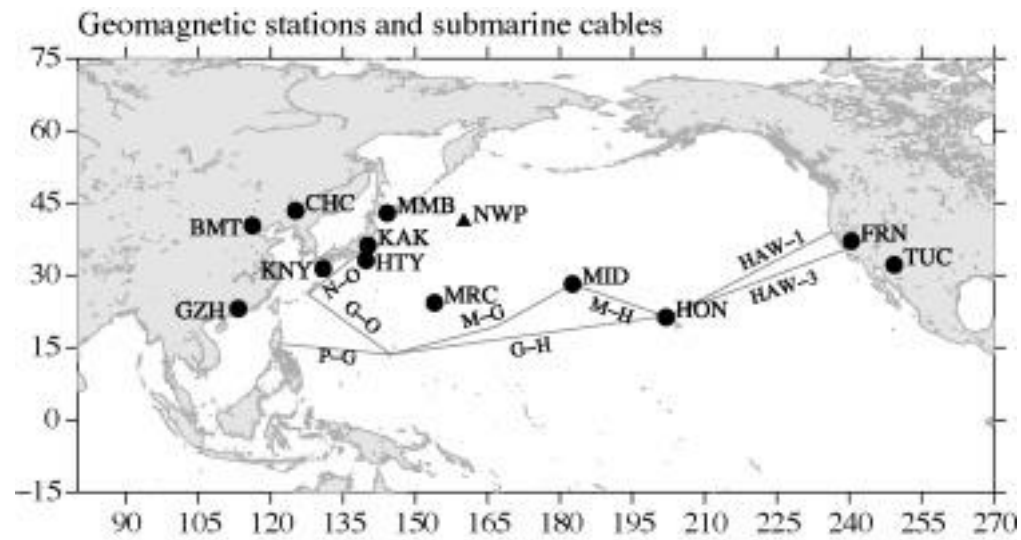 Geomagnetic stations and submarine cables
75
60
45
30
15
0
−15
CHC
MMB
NWP
BMT
KAK
HTY
KNY
N−O
GZH
G−O
P−G
MRC
M−G
MID
M−H
G−H
HON
HAW−1
HAW−3
FRN
TUC
90 105 120 135 150 165 180 195 210 225 240 255 270